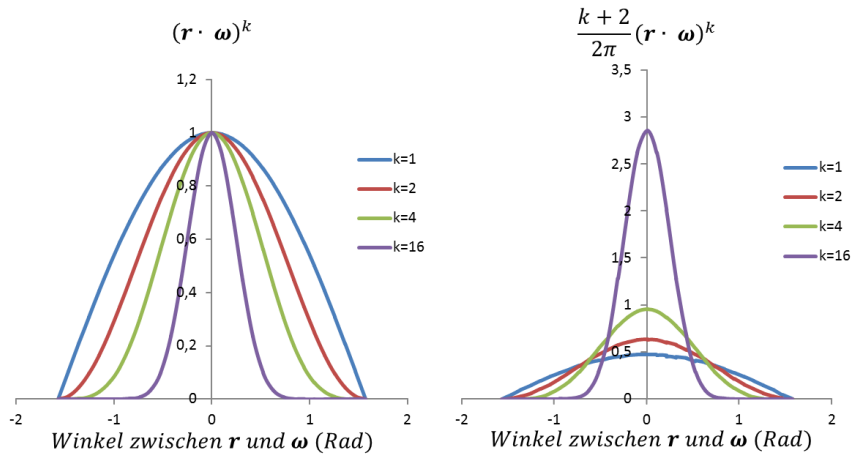 (r · ω)^k
1,2
1
0,8
0,6
0,4
0,2
0
-2
-1
0
1
2
k=1
k=2
k=4
k=16
Winkel zwischen r und ω (Rad)
k + 2
2π
(r · ω)^k
3,5
3
2,5
2
1,5
1
0,5
0
-2
-1
0
1
2
k=1
k=2
k=4
k=16
Winkel zwischen r und ω (Rad)